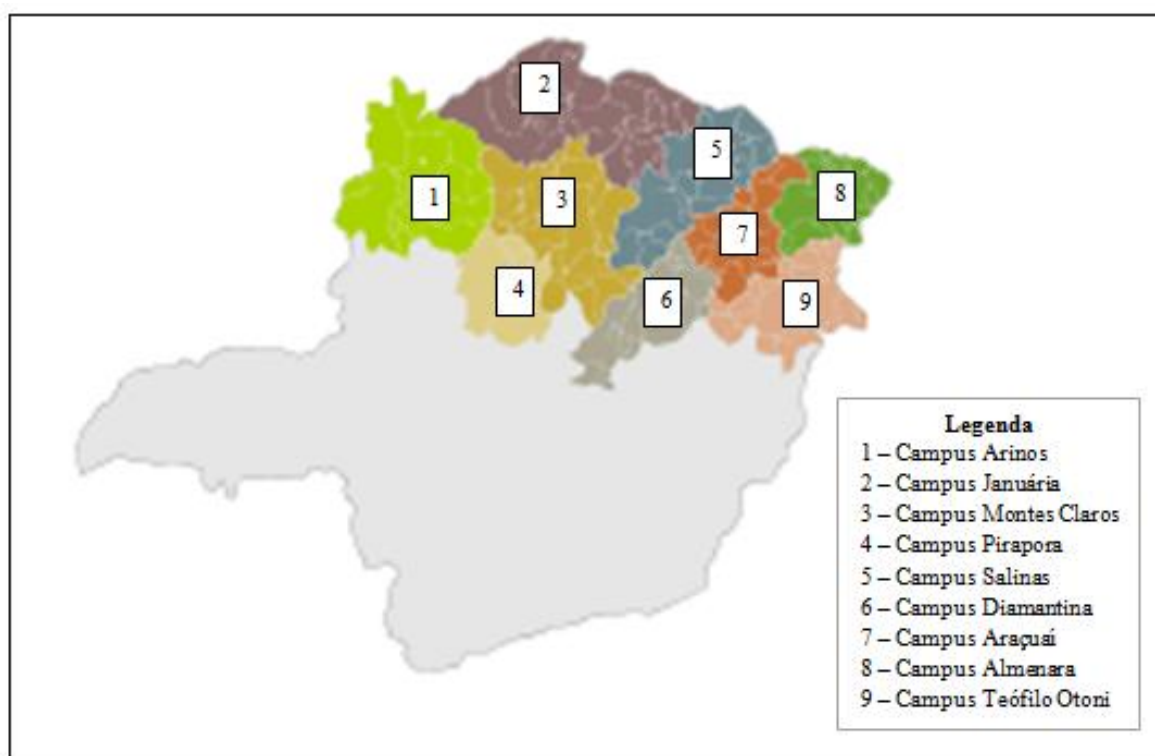 2
5
1
3
8
7
4
6
9
Legenda
1 – Campus Arinos
2 – Campus Januária
3 – Campus Montes Claros
4 – Campus Pirapora
5 – Campus Salinas
6 – Campus Diamantina
7 – Campus Araçuaí
8 – Campus Almenara
9 – Campus Teófilo Otoni